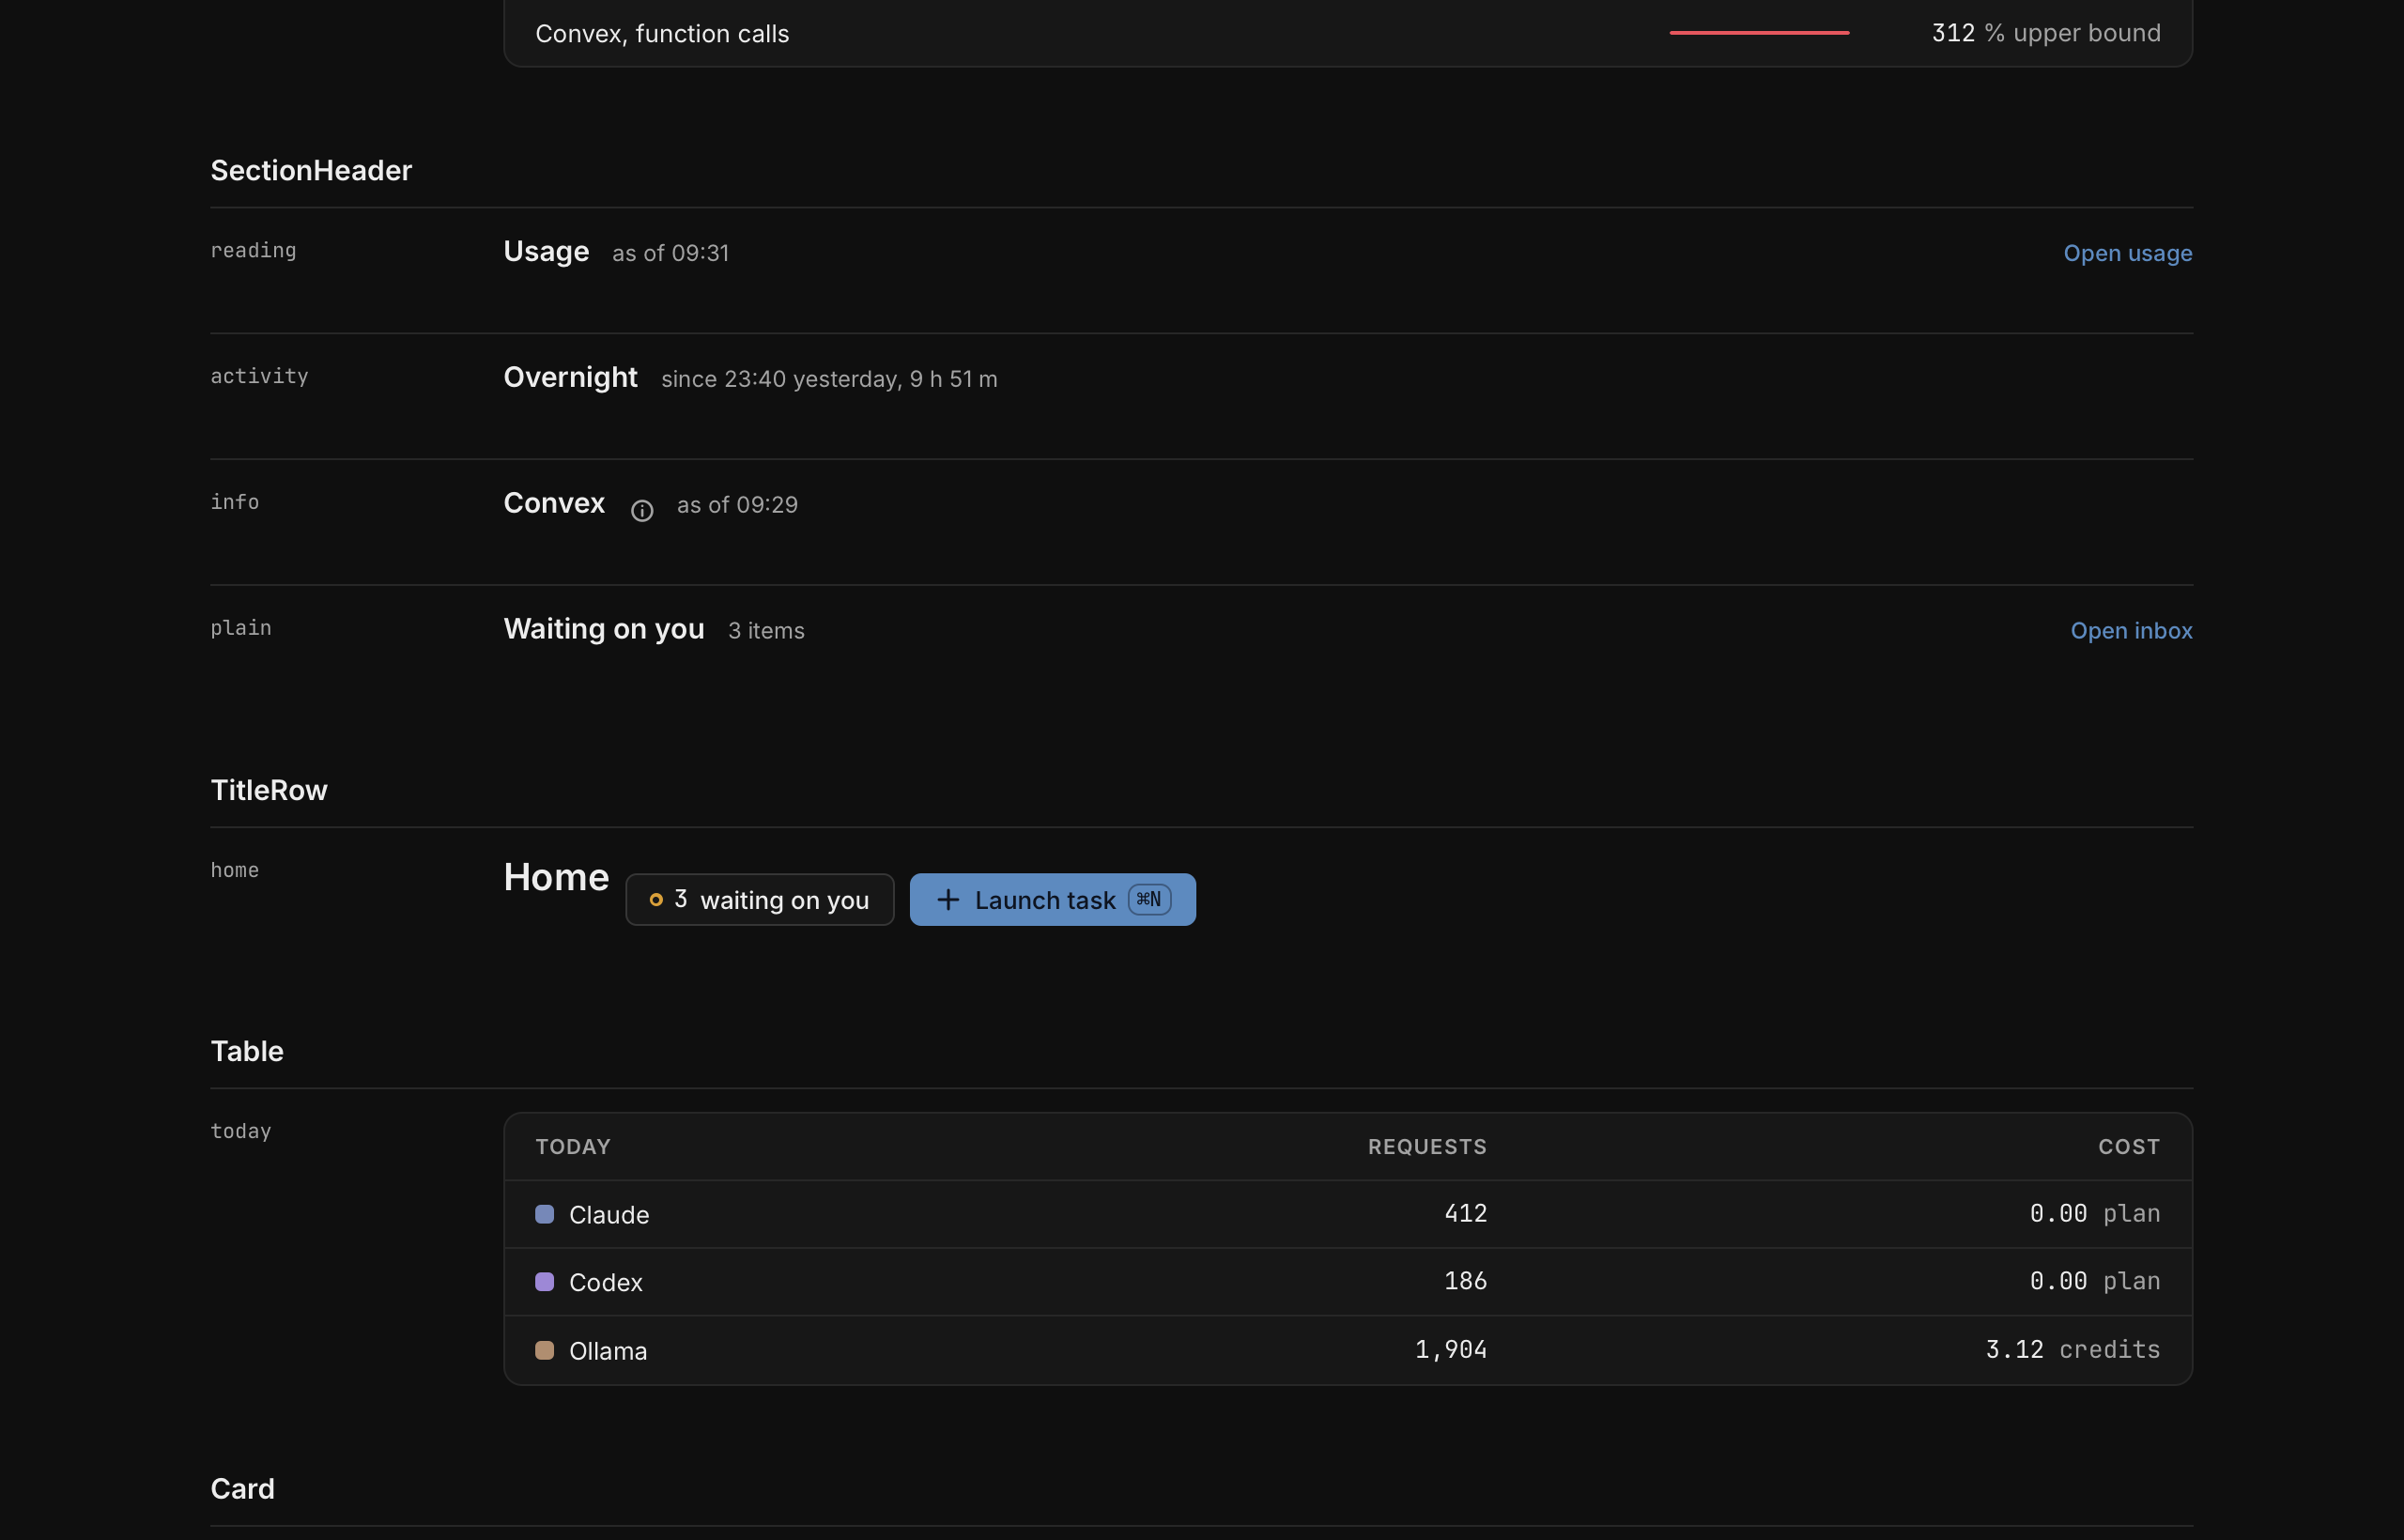 Convex, function calls 312 % upper bound
SectionHeader
reading Usage as of 09:31 Open usage
activity Overnight since 23:40 yesterday, 9 h 51 m
info Convex as of 09:29
plain Waiting on you 3 items Open inbox
TitleRow
home Home 3 waiting on you + Launch task ⌘N
Table
today TODAY REQUESTS COST
Claude 412 0.00 plan
Codex 186 0.00 plan
Ollama 1,904 3.12 credits
Card